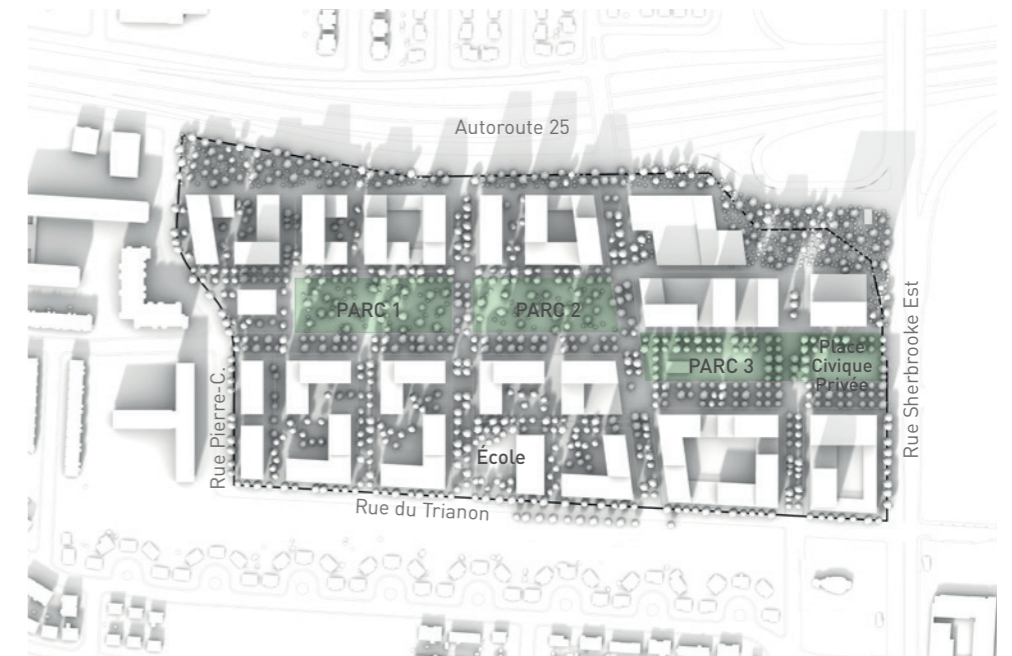 Autoroute 25
PARC 1
PARC 2
PARC 3
Place
Civique
Privée
Rue Sherbrooke Est
Rue Pierre-C.
École
Rue du Trianon